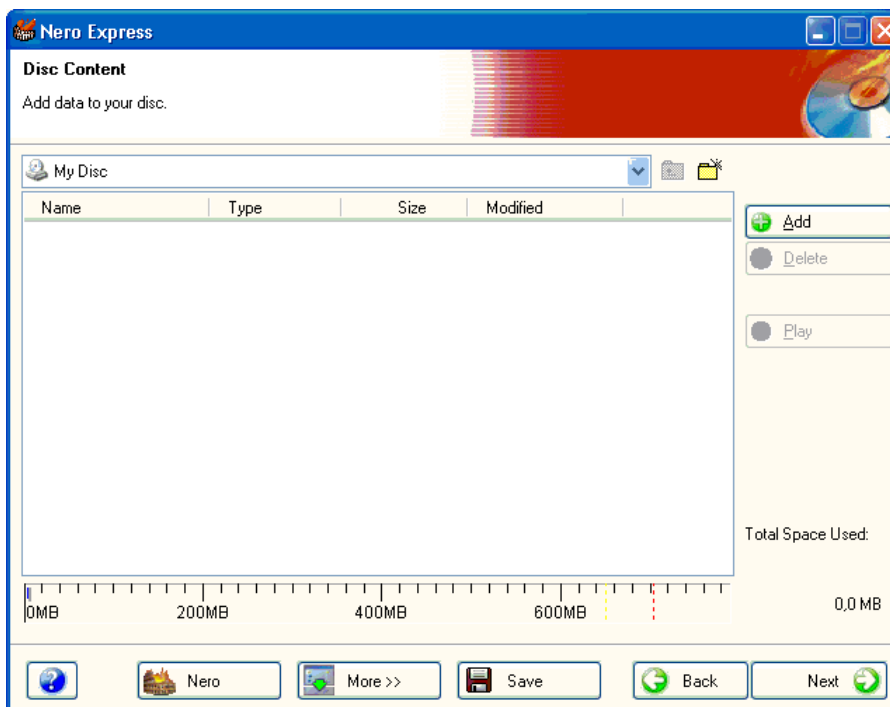 Nero Express
Disc Content
Add data to your disc.
My Disc
Name Type Size Modified
Add
Delete
Play
Total Space Used:
0MB 200MB 400MB 600MB 0,0 MB
Nero More >> Save Back Next